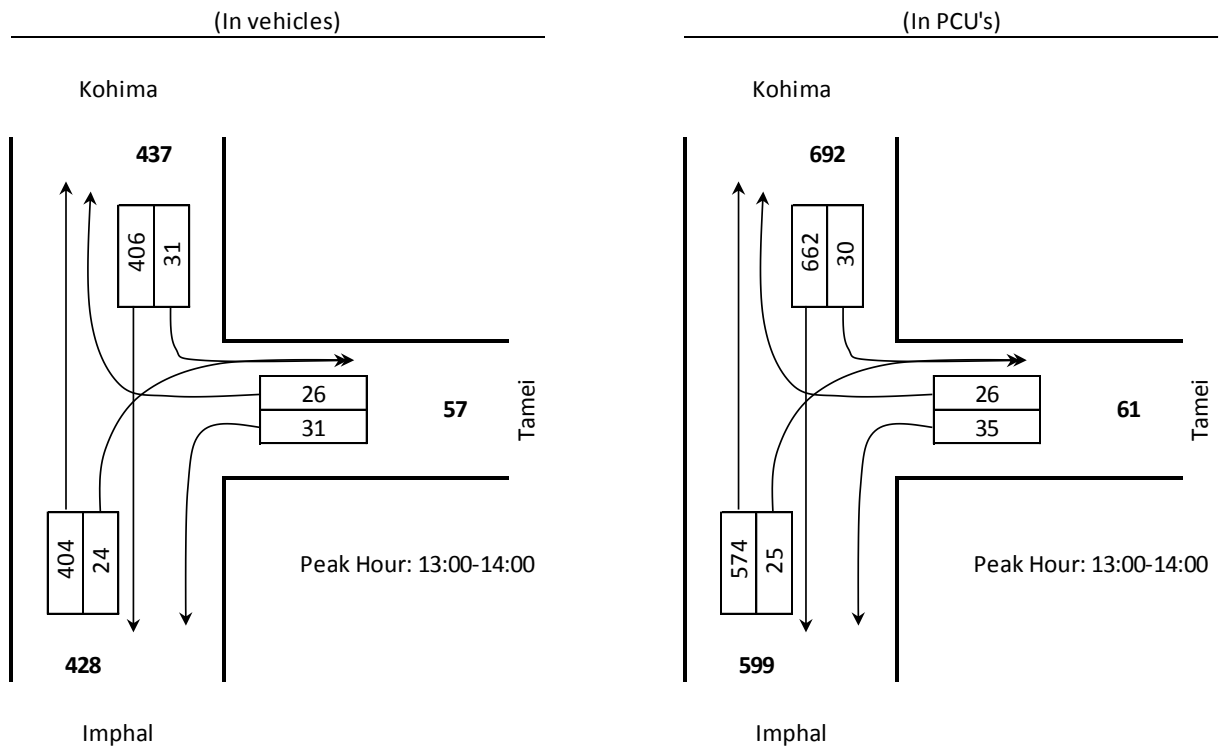 (In vehicles)
Kohima
437
406
31
26
31
57
Tamei
404
24
Peak Hour: 13:00-14:00
428
Imphal
(In PCU's)
Kohima
692
662
30
26
35
61
Tamei
574
25
Peak Hour: 13:00-14:00
599
Imphal